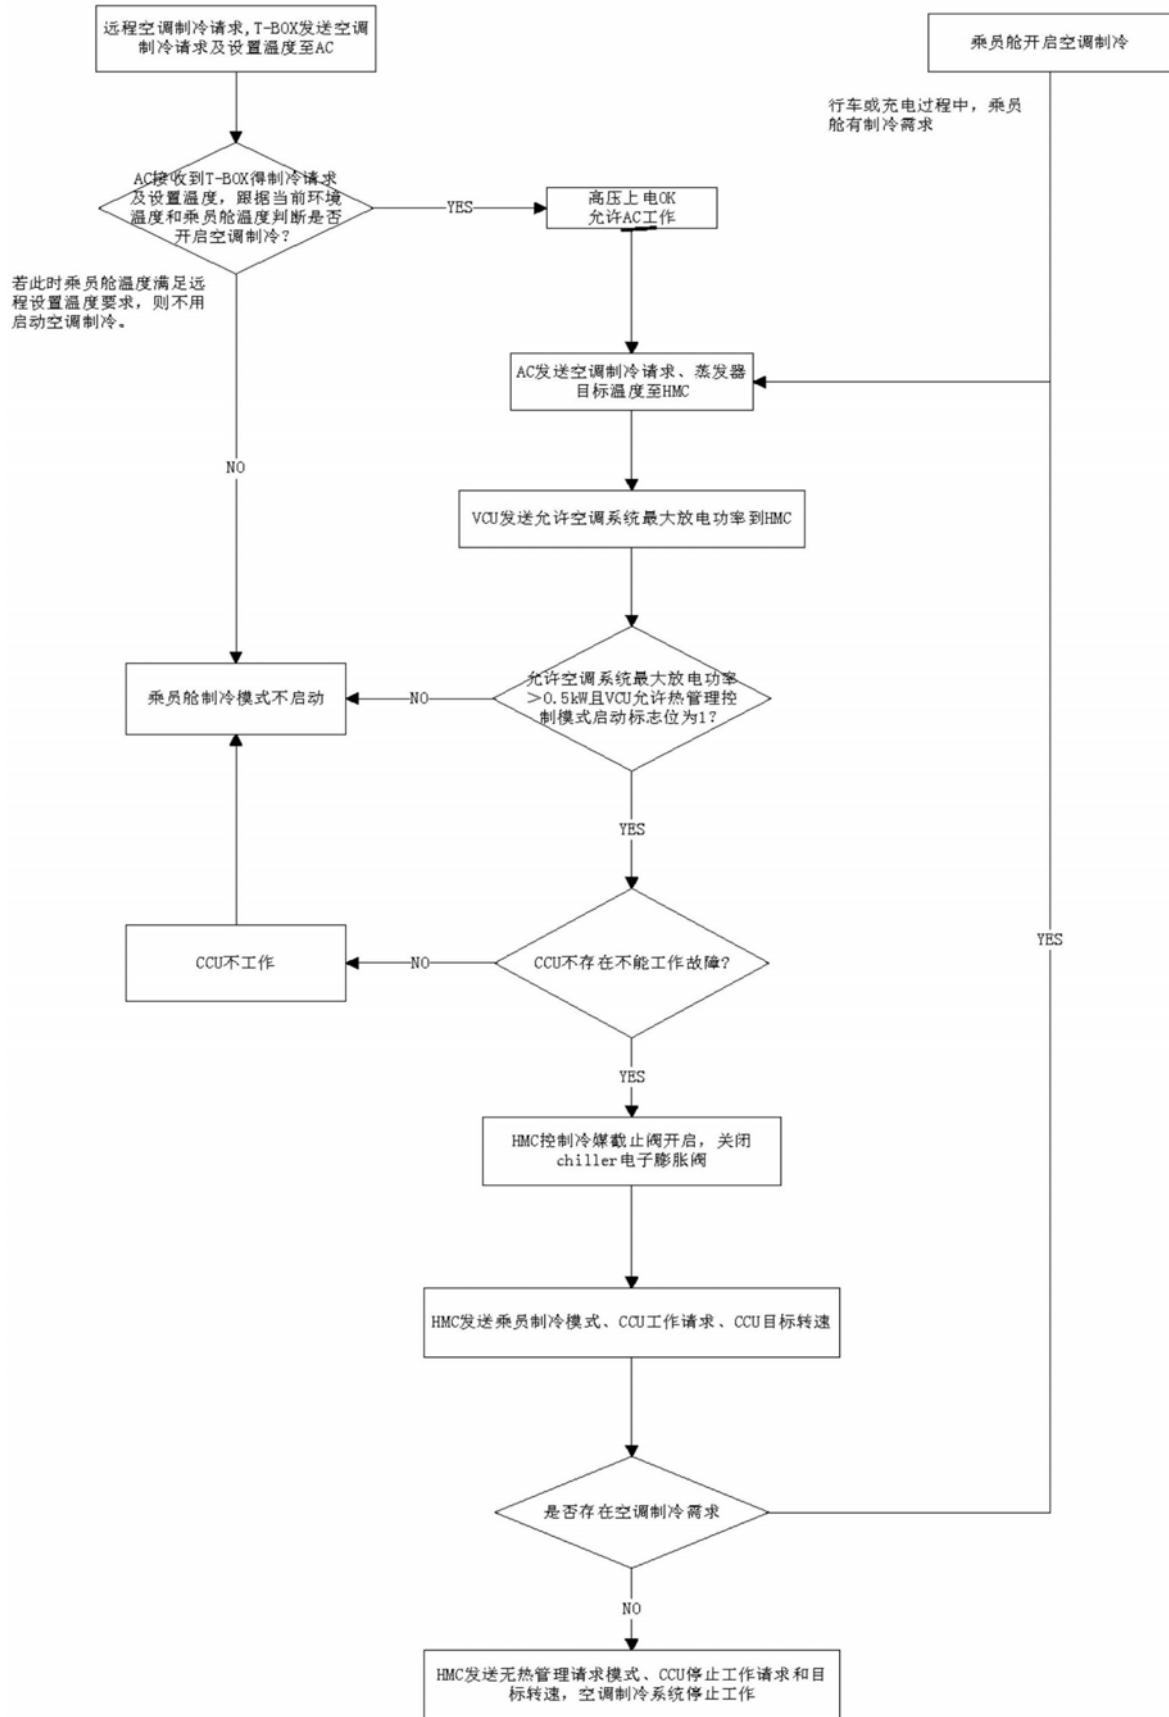 远程空调制冷请求,T-BOX发送空调
制冷请求及设置温度至AC
乘员舱开启空调制冷
行车或充电过程中，乘员
舱有制冷需求
AC接收到T-BOX得制冷请求
及设置温度，跟据当前环境
温度和乘员舱温度判断是否
开启空调制冷？
YES
高压上电OK
允许AC工作
若此时乘员舱温度满足远
程设置温度要求，则不用
启动空调制冷。
AC发送空调制冷请求、蒸发器
目标温度至HMC
NO
VCU发送允许空调系统最大放电功率到HMC
乘员舱制冷模式不启动
NO
允许空调系统最大放电功率
＞0.5kW且VCU允许热管理控
制模式启动标志位为1？
YES
CCU不工作
NO
CCU不存在不能工作故障？
YES
YES
HMC控制冷媒截止阀开启，关闭
chiller电子膨胀阀
HMC发送乘员制冷模式、CCU工作请求、CCU目标转速
是否存在空调制冷需求
NO
HMC发送无热管理请求模式、CCU停止工作请求和目
标转速，空调制冷系统停止工作